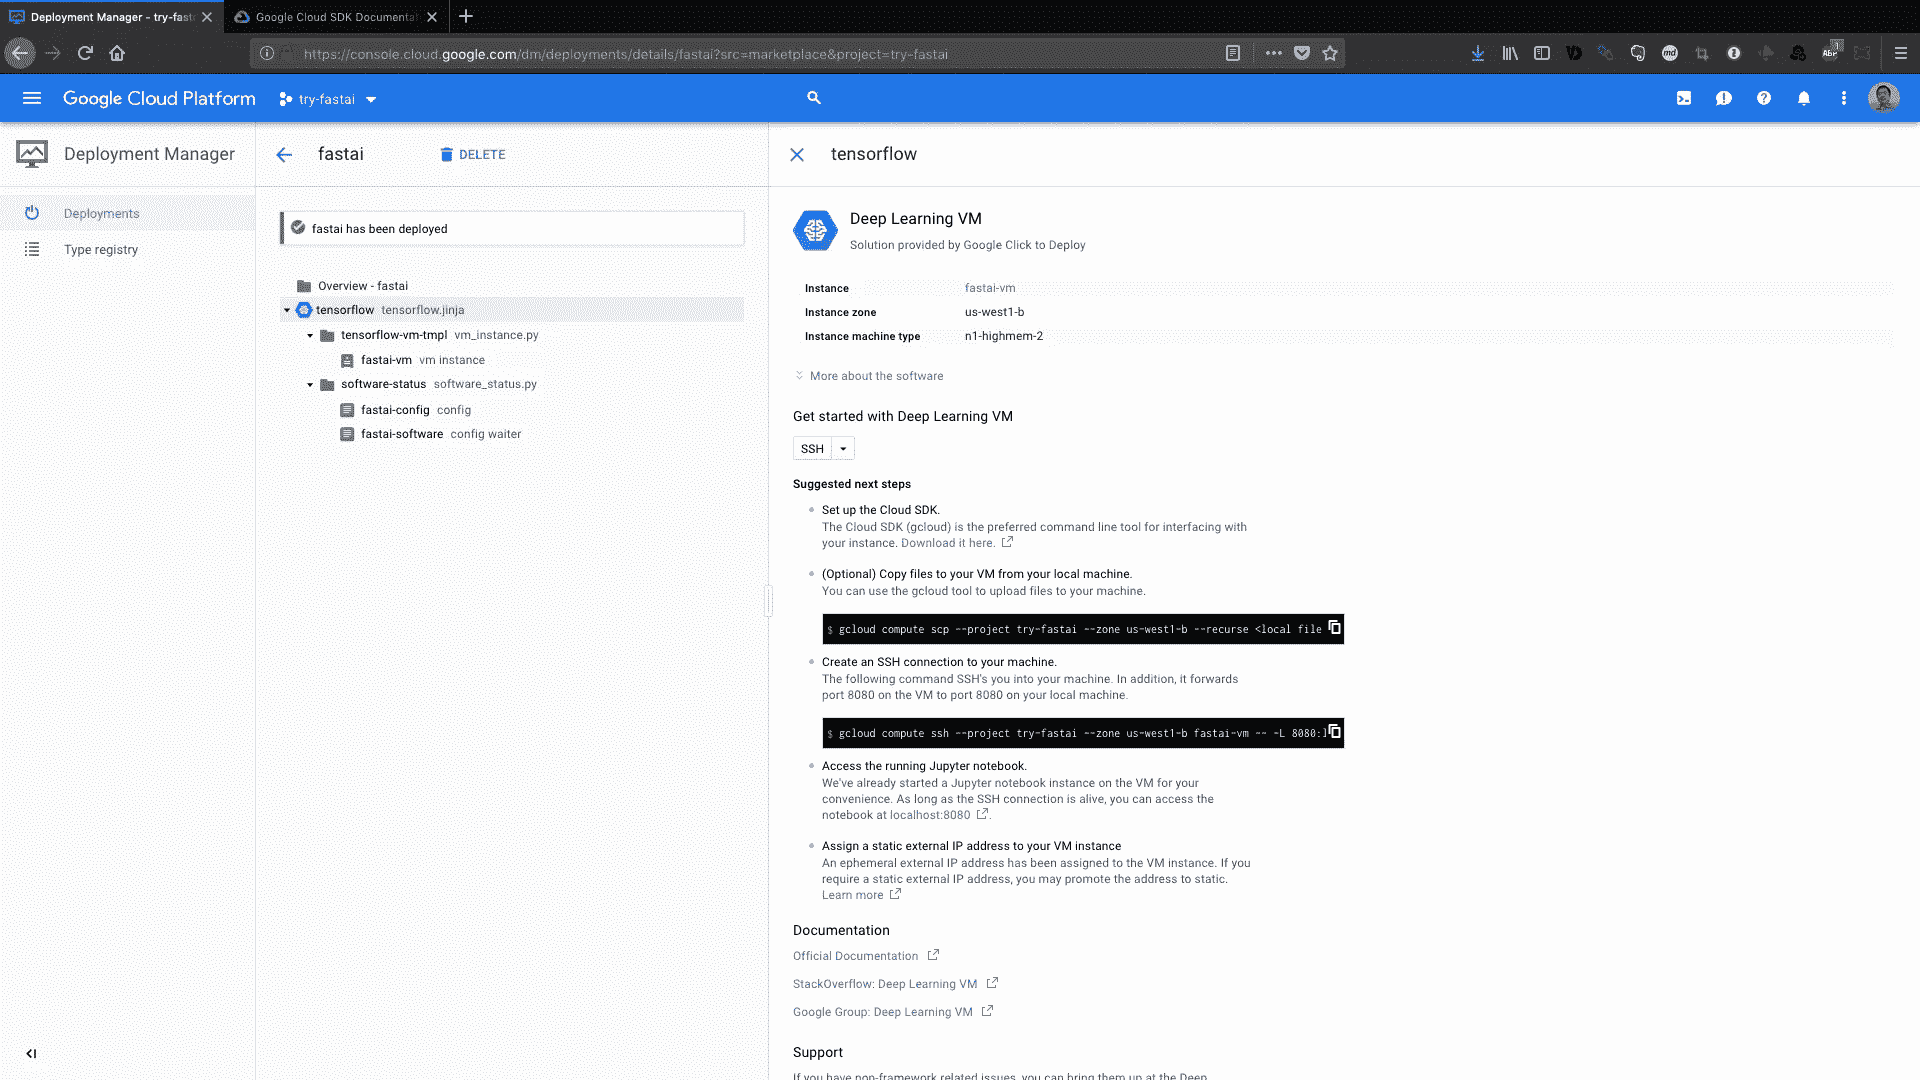 Deployment Manager - try-fast
Google Cloud SDK Documenta
https://console.cloud.google.com/dm/deployments/details/fastai?src=marketplace&project=try-fastai
Google Cloud Platform
try-fastai
Deployment Manager
fastai
DELETE
tensorflow
Deployments
Type registry
fastai has been deployed
Overview - fastai
tensorflow tensorflow.jinja
tensorflow-vm-tmpl vm_instance.py
fastai-vm vm instance
software-status software_status.py
fastai-config config
fastai-software config waiter
Deep Learning VM
Solution provided by Google Click to Deploy
Instance fastai-vm
Instance zone us-west1-b
Instance machine type n1-highmem-2
More about the software
Get started with Deep Learning VM
SSH
Suggested next steps
Set up the Cloud SDK.
The Cloud SDK (gcloud) is the preferred command line tool for interfacing with
your instance. Download it here.
(Optional) Copy files to your VM from your local machine.
You can use the gcloud tool to upload files to your machine.
$ gcloud compute scp --project try-fastai --zone us-west1-b --recurse <local file
Create an SSH connection to your machine.
The following command SSH's you into your machine. In addition, it forwards
port 8080 on the VM to port 8080 on your local machine.
$ gcloud compute ssh --project try-fastai --zone us-west1-b fastai-vm -- -L 8080:l
Access the running Jupyter notebook.
We've already started a Jupyter notebook instance on the VM for your
convenience. As long as the SSH connection is alive, you can access the
notebook at localhost:8080 .
Assign a static external IP address to your VM instance
An ephemeral external IP address has been assigned to the VM instance. If you
require a static external IP address, you may promote the address to static.
Learn more
Documentation
Official Documentation
StackOverflow: Deep Learning VM
Google Group: Deep Learning VM
Support
If you have non-framework related issues, you can bring them up at the Deep